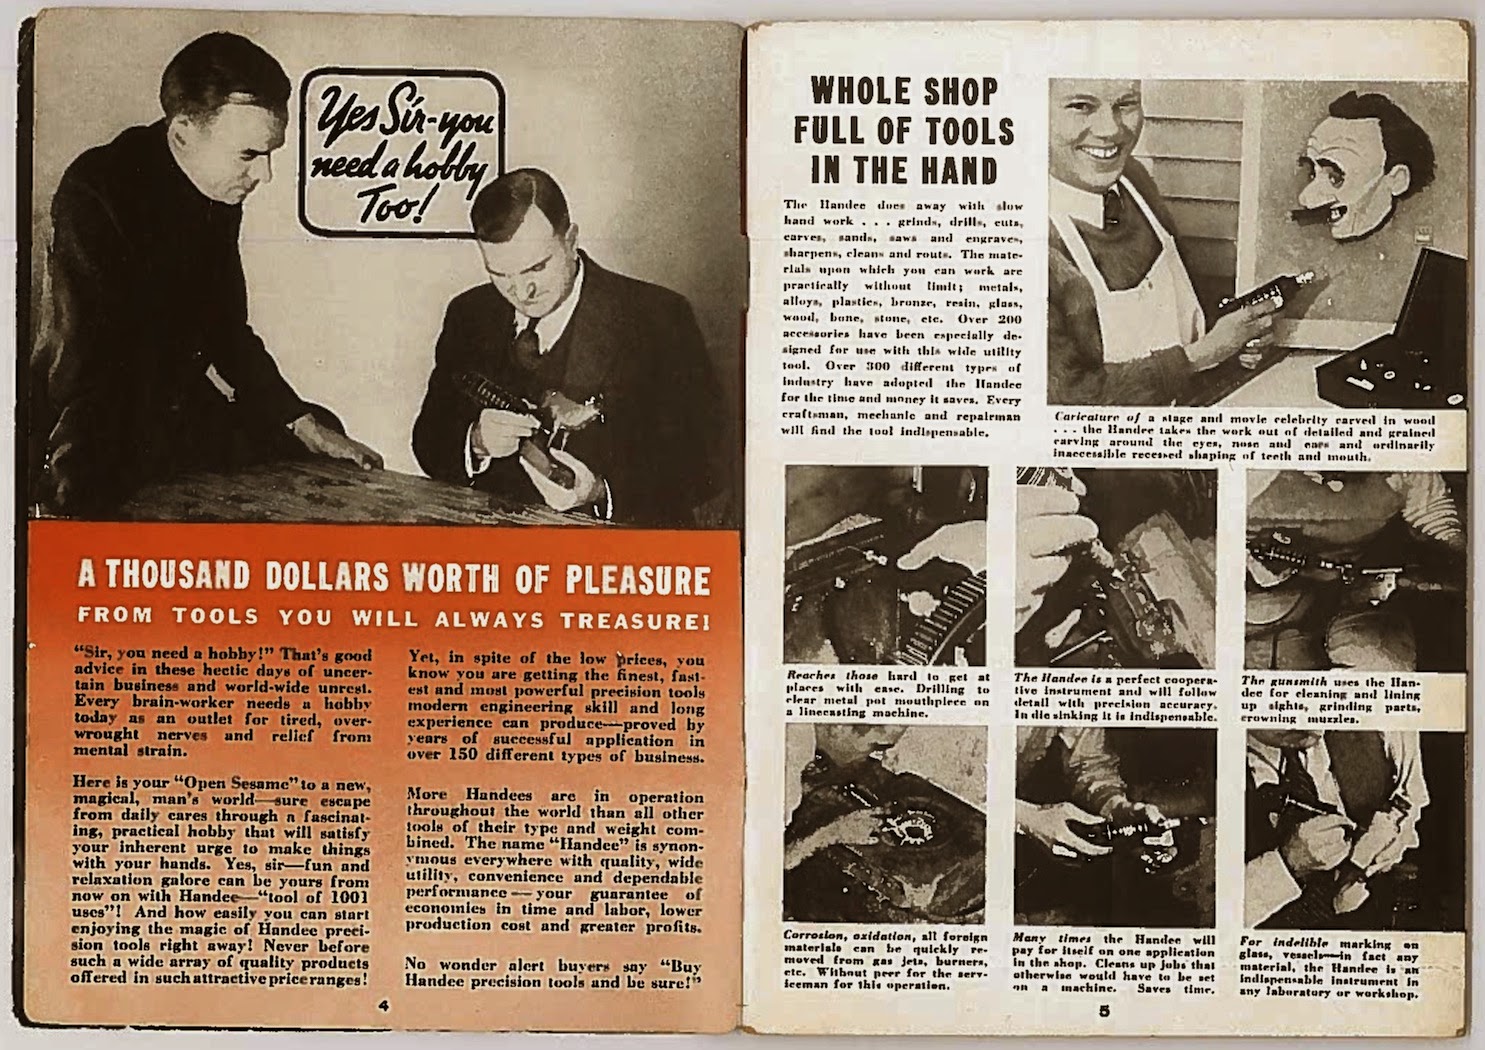 Yes Sir-you
need a hobby
Too!
A THOUSAND DOLLARS WORTH OF PLEASURE
FROM TOOLS YOU WILL ALWAYS TREASURE!
"Sir, you need a hobby!" That's good
advice in these hectic days of uncer-
tain business and world-wide unrest.
Every brain-worker needs a hobby
today as an outlet for tired, over-
wrought nerves and relief from
mental strain.
Here is your "Open Sesame" to a new,
magical, man's world—sure escape
from daily cares through a fascinat-
ing, practical hobby that will satisfy
your inherent urge to make things
with your hands. Yes, sir—fun and
relaxation galore can be yours from
now on with Handee—"tool of 1001
uses"! And how easily you can start
enjoying the magic of Handee preci-
sion tools right away! Never before
such a wide array of quality products
offered in such attractive price ranges!
Yet, in spite of the low prices, you
know you are getting the finest, fast-
est and most powerful precision tools
modern engineering skill and long
experience can produce—proved by
years of successful application in
over 150 different types of business.
More Handees are in operation
throughout the world than all other
tools of their type and weight com-
bined. The name "Handee" is synon-
ymous everywhere with quality, wide
utility, convenience and dependable
performance—your guarantee of
economies in time and labor, lower
production cost and greater profits.
No wonder alert buyers say "Buy
Handee precision tools and be sure!"
4
WHOLE SHOP
FULL OF TOOLS
IN THE HAND
The Handee does away with slow
hand work . . . grinds, drills, cuts,
carves, sands, saws and engraves,
sharpens, cleans and routs. The mate-
rials upon which you can work are
practically without limit; metals,
alloys, plastics, bronze, resin, glass,
wood, bone, stone, etc. Over 200
accessories have been especially de-
signed for use with this wide utility
tool. Over 300 different types of
industry have adopted the Handee
for the time and money it saves. Every
craftsman, mechanic and repairman
will find the tool indispensable.
Caricature of a stage and movie celebrity carved in wood
. . . the Handee takes the work out of detailed and grained
carving around the eyes, nose and ears and ordinarily
inaccessible recessed shaping of teeth and mouth.
Reaches those hard to get at
places with ease. Drilling to
clear metal pot mouthpiece on
a linecasting machine.
The Handee is a perfect coopera-
tive instrument and will follow
detail with precision accuracy.
In die sinking it is indispensable.
The gunsmith uses the Han-
dee for cleaning and lining
up sights, grinding parts,
crowning muzzles.
Corrosion, oxidation, all foreign
materials can be quickly re-
moved from gas jets, burners,
etc. Without peer for the serv-
iceman for this operation.
Many times the Handee will
pay for itself on one application
in the shop. Cleans up jobs that
otherwise would have to be set
on a machine. Saves time.
For indelible marking on
glass, vessels—in fact any
material, the Handee is an
indispensable instrument in
any laboratory or workshop.
5